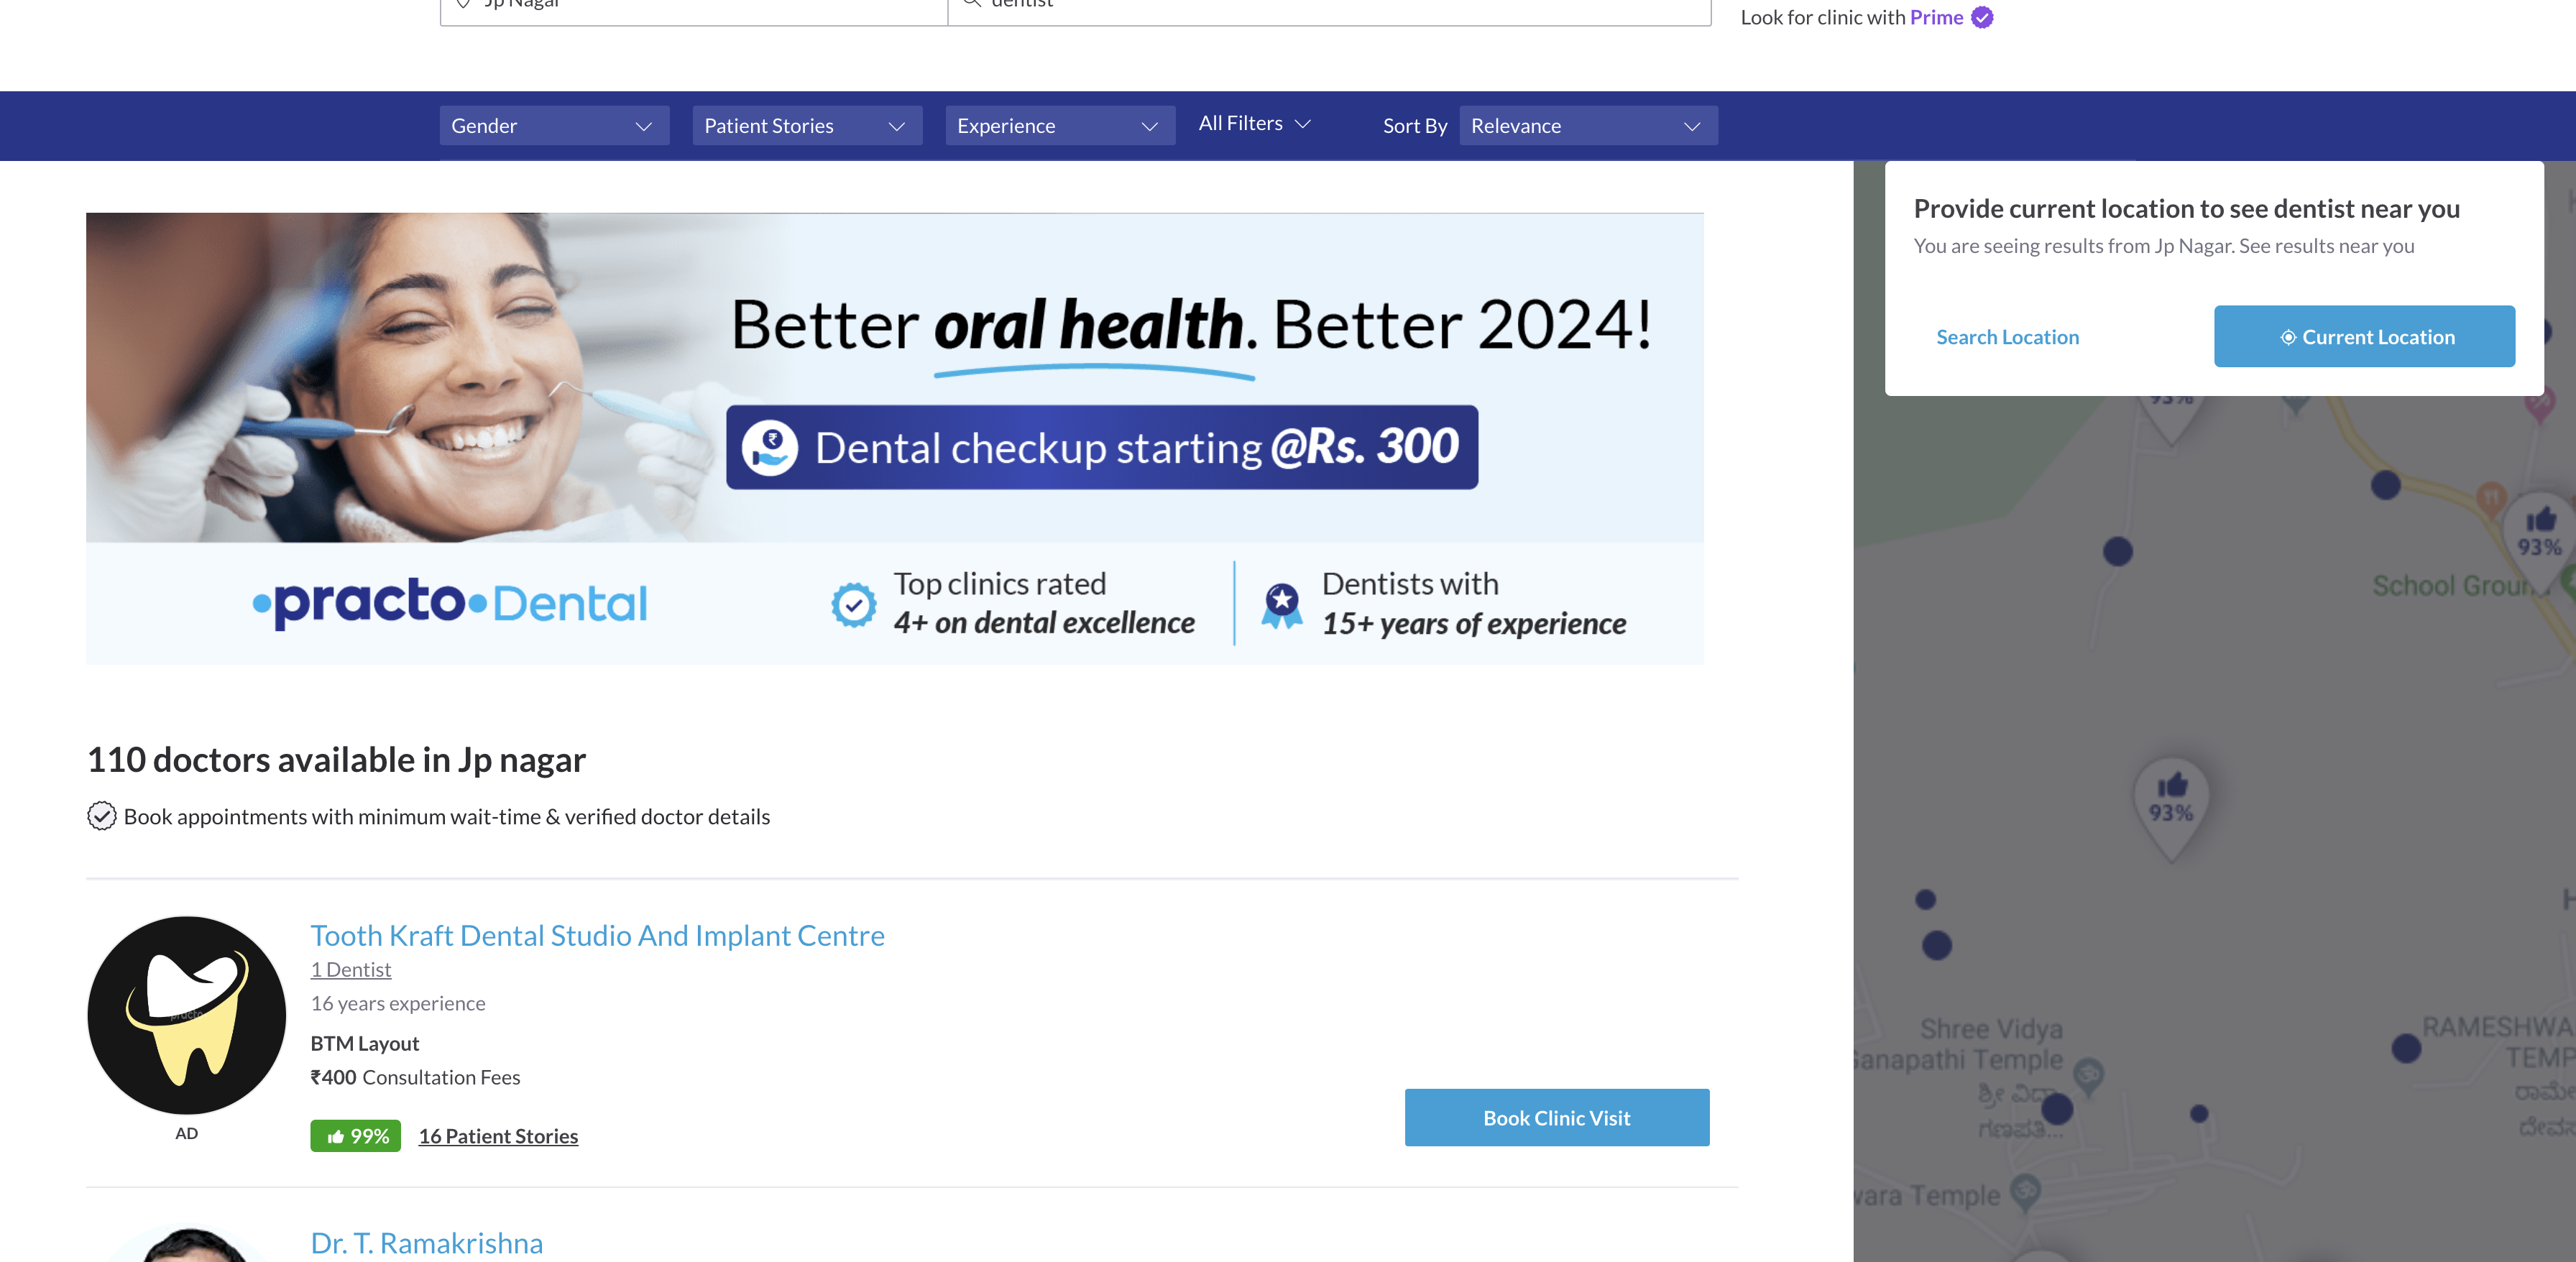 Jp Nagar
dentist
Look for clinic with Prime
Gender
Patient Stories
Experience
All Filters
Sort By
Relevance
Better oral health. Better 2024!
Dental checkup starting @Rs. 300
practo Dental
Top clinics rated
4+ on dental excellence
Dentists with
15+ years of experience
110 doctors available in Jp nagar
Book appointments with minimum wait-time & verified doctor details
Tooth Kraft Dental Studio And Implant Centre
1 Dentist
16 years experience
BTM Layout
₹400 Consultation Fees
practo
AD
99%
16 Patient Stories
Book Clinic Visit
Dr. T. Ramakrishna
Provide current location to see dentist near you
You are seeing results from Jp Nagar. See results near you
Search Location
Current Location
93%
93%
School Groun
93%
Shree Vidya
Ganapathi Temple
ಶ್ರೀ ವಿದ್ಯಾ
ಗಣಪತಿ...
RAMESHWA
TEMP
ರಾಮೇ
ದೇವಸ
wara Temple